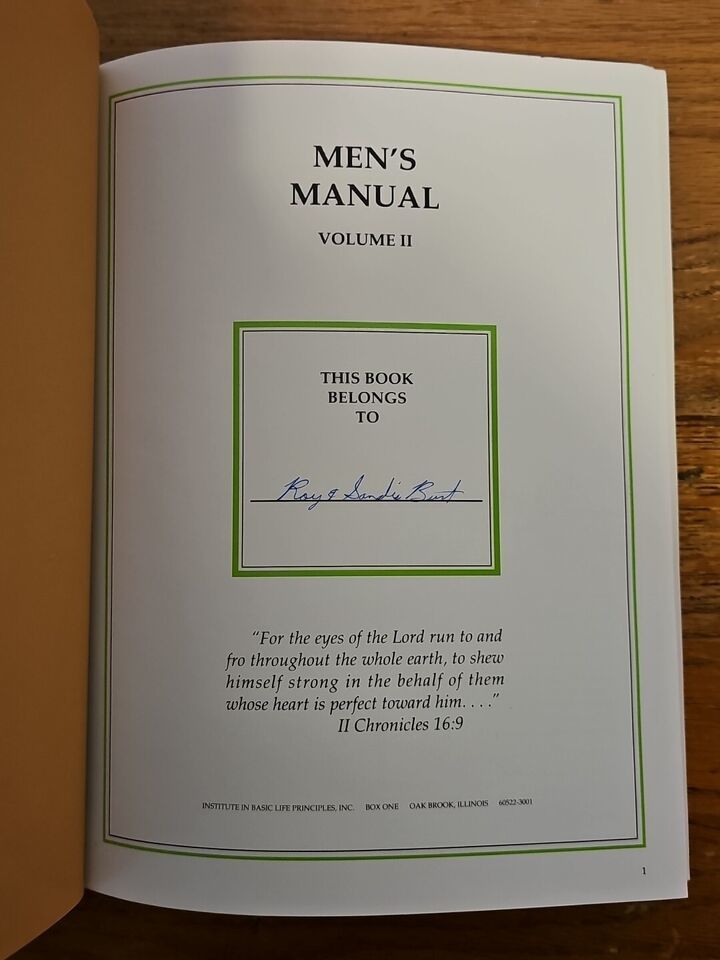 MEN'S
MANUAL
VOLUME II
THIS BOOK
BELONGS
TO
Roy & Sandie Burt
"For the eyes of the Lord run to and
fro throughout the whole earth, to shew
himself strong in the behalf of them
whose heart is perfect toward him. . . ."
II Chronicles 16:9
INSTITUTE IN BASIC LIFE PRINCIPLES, INC. BOX ONE OAK BROOK, ILLINOIS 60522-3001
1